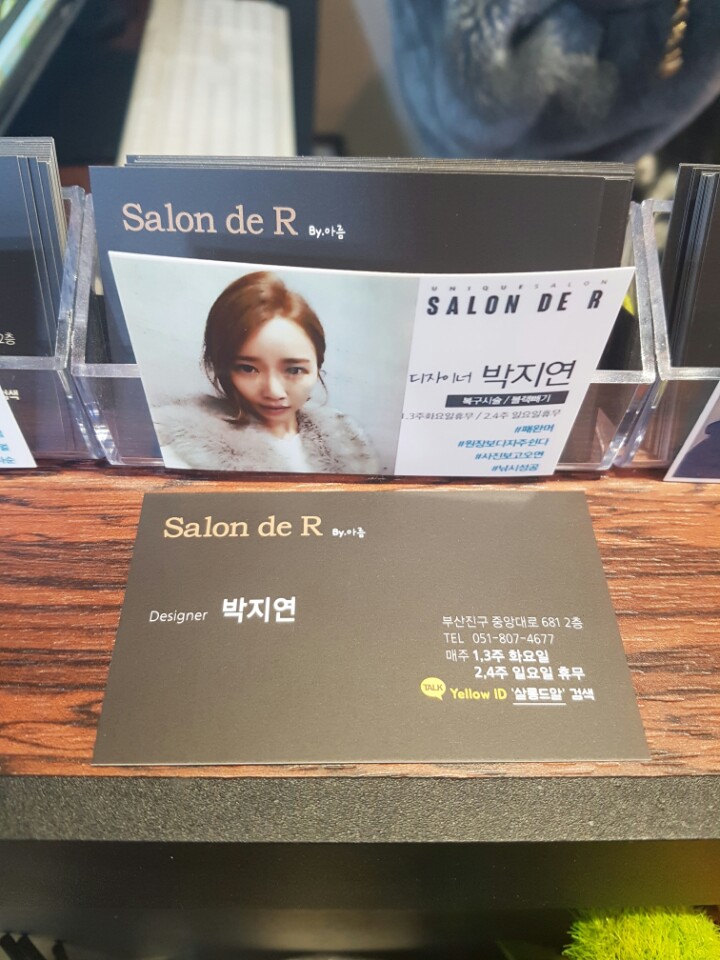 Salon de R By.아름
UNIQUE SALON
SALON DE R
디자이너 박지연
복구시술 / 블랙빼기
1,3주화요일휴무 / 2,4주 일요일휴무
#패완머
#원장보다자주쉰다
#사진보고오면
#낚시성공
Salon de R By.아름
Designer 박지연
부산진구 중앙대로 681 2층
TEL 051-807-4677
매주 1,3주 화요일
2,4주 일요일 휴무
TALK Yellow ID '살롱드알' 검색
2층
검색